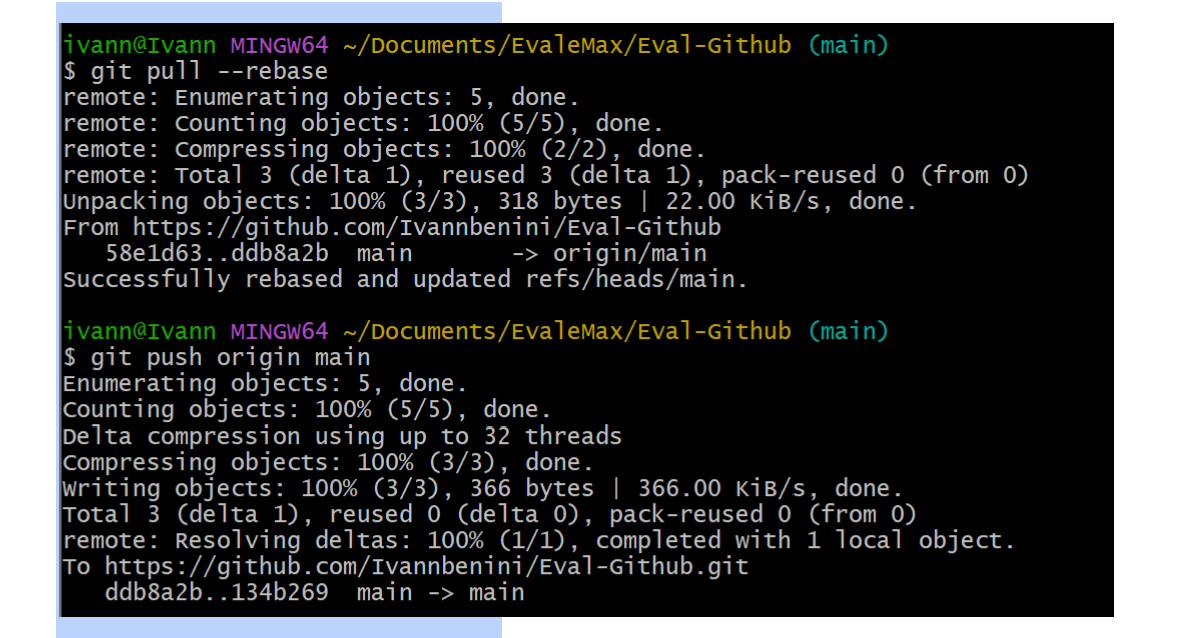 ivann@Ivann MINGW64 ~/Documents/EvaleMax/Eval-Github (main)
$ git pull --rebase
remote: Enumerating objects: 5, done.
remote: Counting objects: 100% (5/5), done.
remote: Compressing objects: 100% (2/2), done.
remote: Total 3 (delta 1), reused 3 (delta 1), pack-reused 0 (from 0)
Unpacking objects: 100% (3/3), 318 bytes | 22.00 KiB/s, done.
From https://github.com/Ivannbenini/Eval-Github
   58e1d63..ddb8a2b  main       -> origin/main
Successfully rebased and updated refs/heads/main.
ivann@Ivann MINGW64 ~/Documents/EvaleMax/Eval-Github (main)
$ git push origin main
Enumerating objects: 5, done.
Counting objects: 100% (5/5), done.
Delta compression using up to 32 threads
Compressing objects: 100% (3/3), done.
Writing objects: 100% (3/3), 366 bytes | 366.00 KiB/s, done.
Total 3 (delta 1), reused 0 (delta 0), pack-reused 0 (from 0)
remote: Resolving deltas: 100% (1/1), completed with 1 local object.
To https://github.com/Ivannbenini/Eval-Github.git
   ddb8a2b..134b269  main -> main